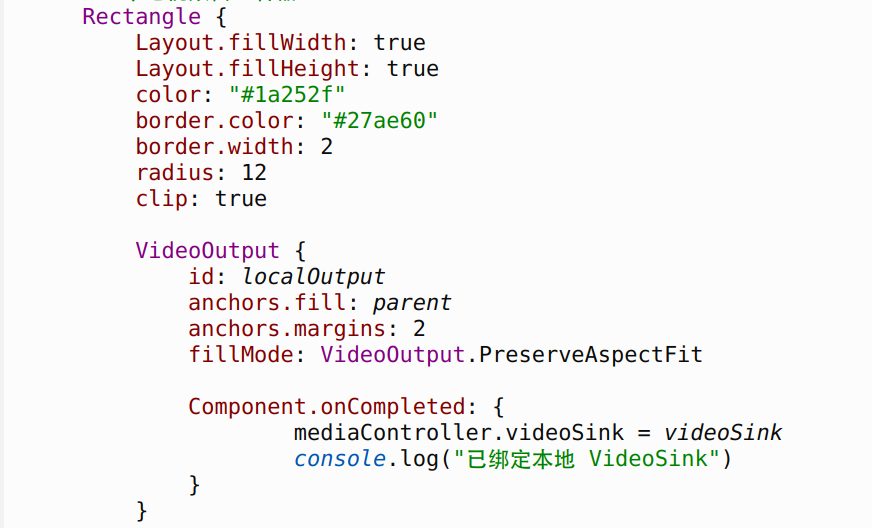 Rectangle {
Layout.fillWidth: true
Layout.fillHeight: true
color: "#1a252f"
border.color: "#27ae60"
border.width: 2
radius: 12
clip: true
VideoOutput {
id: localOutput
anchors.fill: parent
anchors.margins: 2
fillMode: VideoOutput.PreserveAspectFit
Component.onCompleted: {
mediaController.videoSink = videoSink
console.log("已绑定本地 VideoSink")
}
}